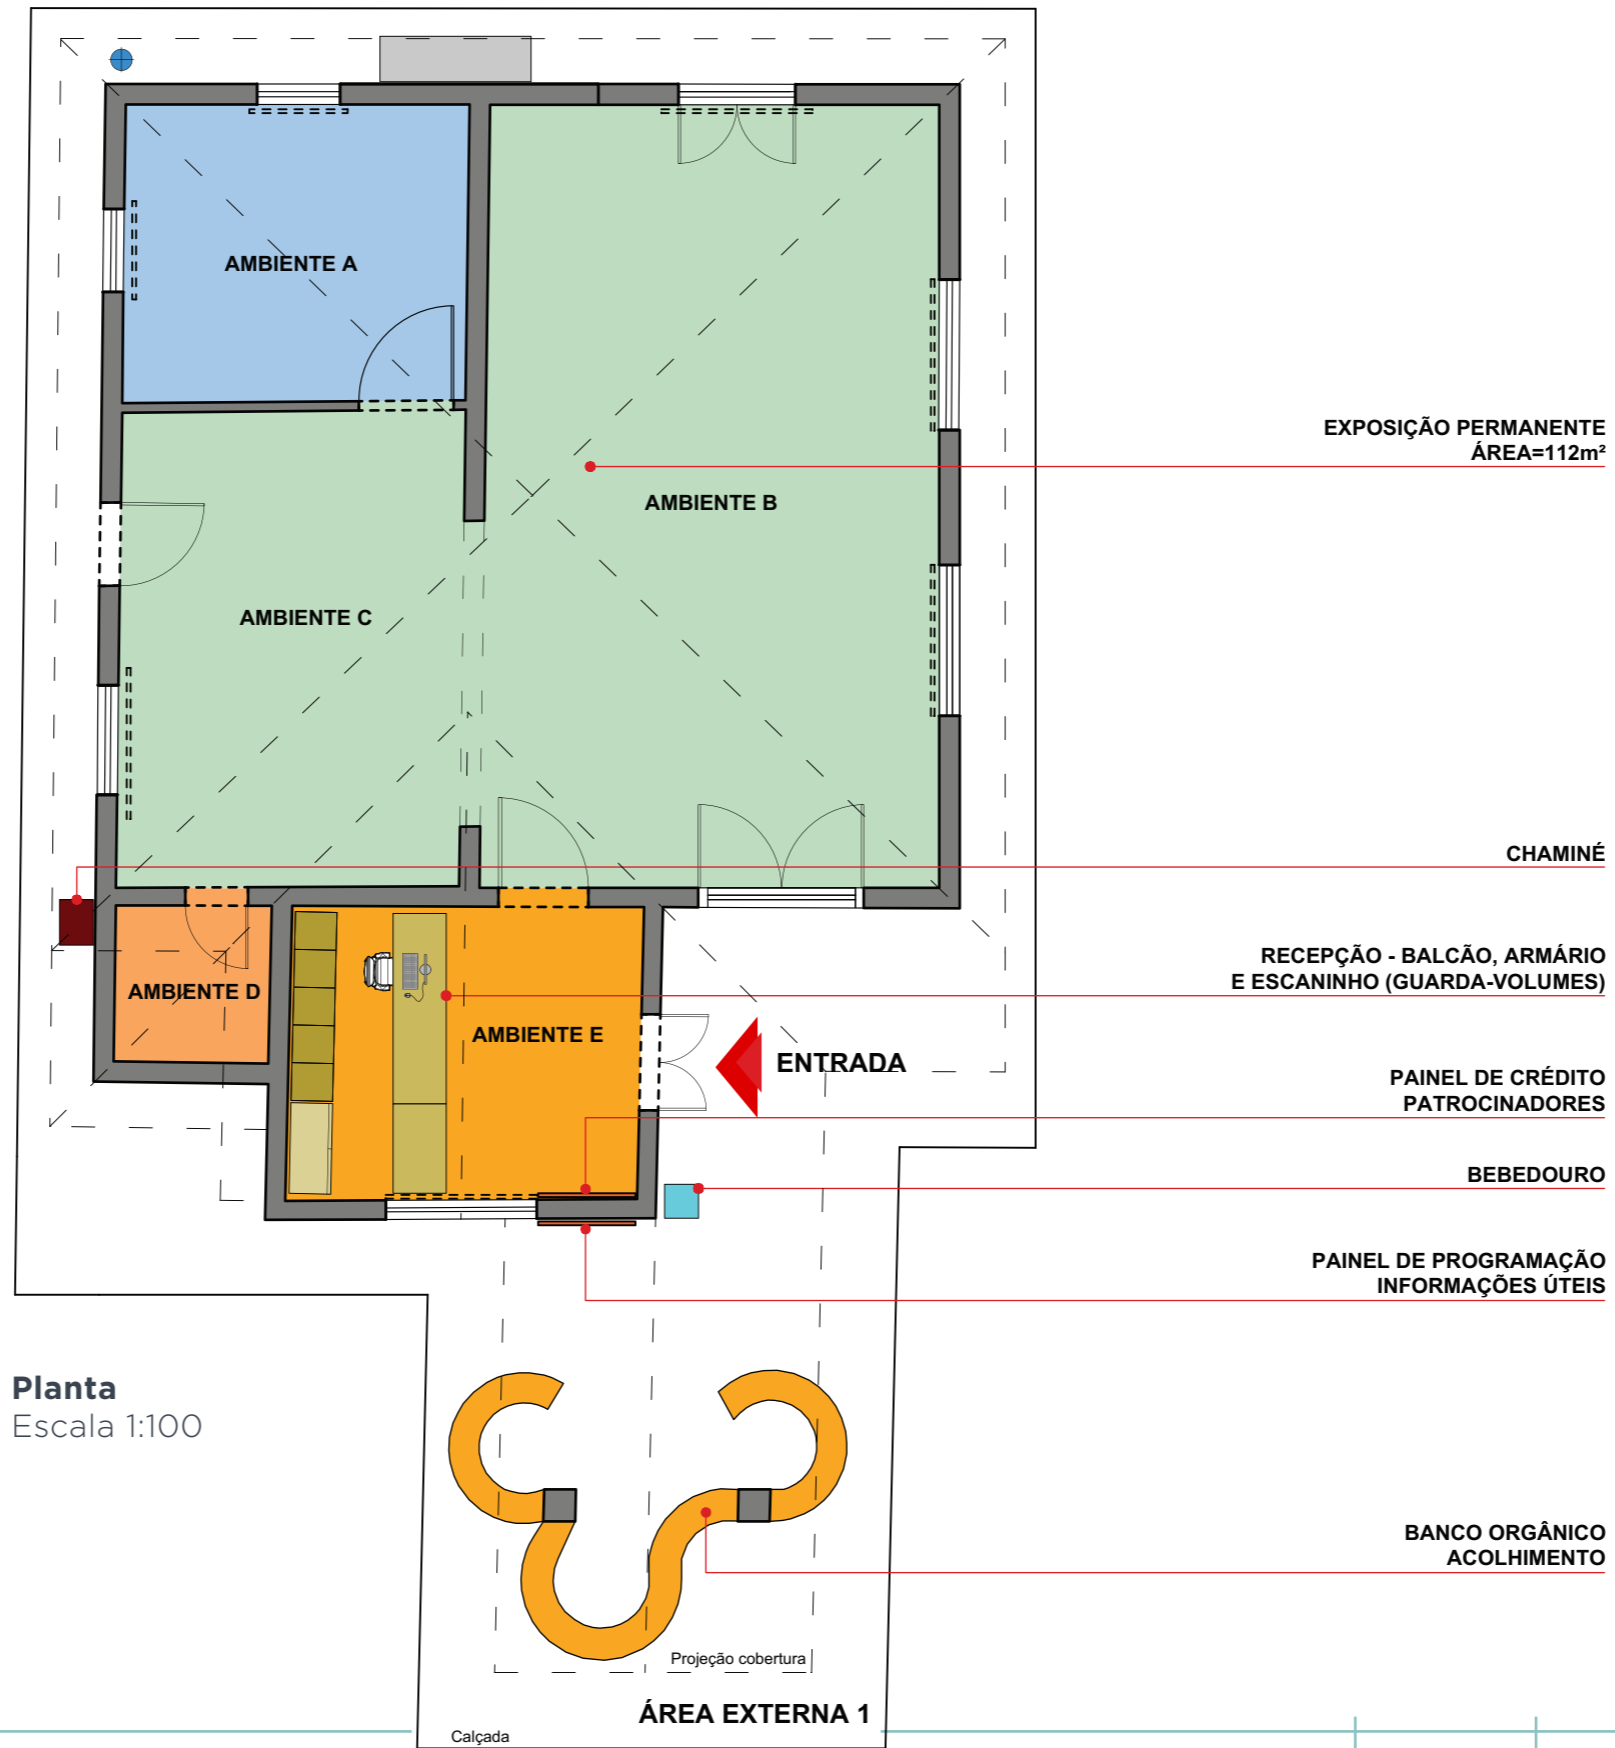 AMBIENTE A
EXPOSIÇÃO PERMANENTE
ÁREA=112m²
AMBIENTE B
AMBIENTE C
CHAMINÉ
RECEPÇÃO - BALCÃO, ARMÁRIO
E ESCANINHO (GUARDA-VOLUMES)
AMBIENTE D
AMBIENTE E
ENTRADA
PAINEL DE CRÉDITO
PATROCINADORES
BEBEDOURO
PAINEL DE PROGRAMAÇÃO
INFORMAÇÕES ÚTEIS
Planta
Escala 1:100
BANCO ORGÂNICO
ACOLHIMENTO
Projeção cobertura
ÁREA EXTERNA 1
Calçada